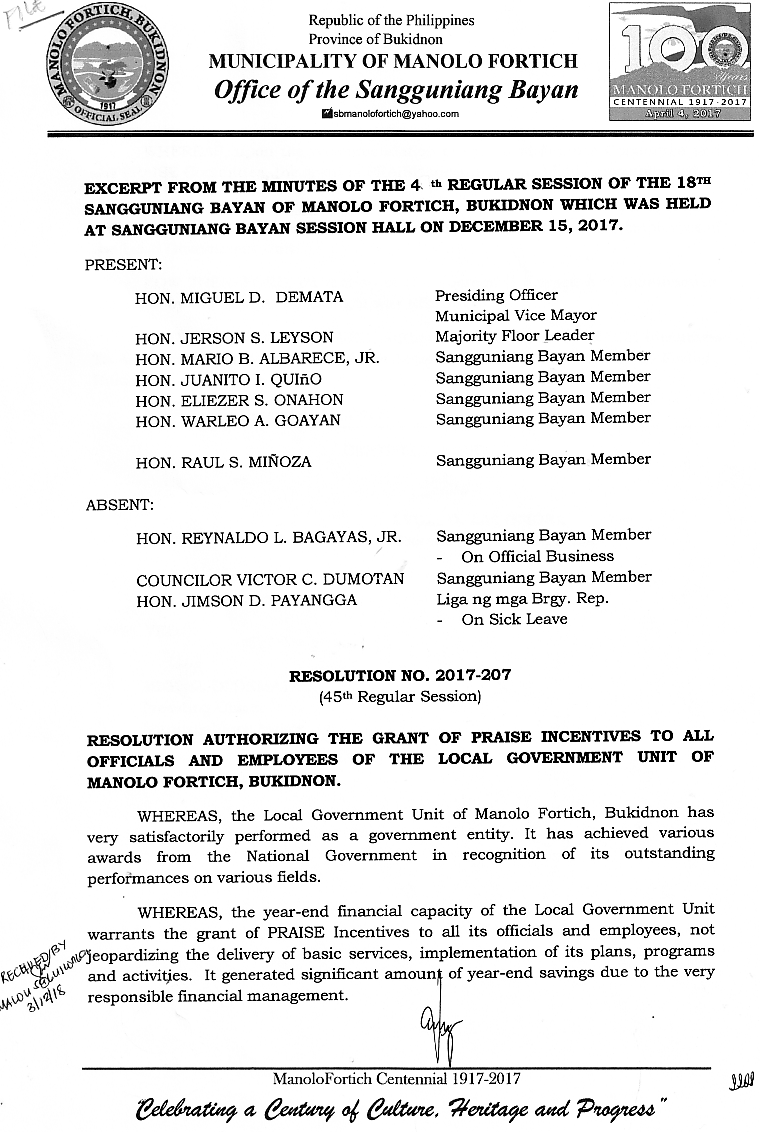 FILE
MANOLO FORTICH, BUKIDNON
1917
OFFICIAL SEAL
Republic of the Philippines
Province of Bukidnon
MUNICIPALITY OF MANOLO FORTICH
Office of the Sangguniang Bayan
sbmanolofortich@yahoo.com
100
Years
MANOLO FORTICH
CENTENNIAL 1917-2017
April 4, 2017
EXCERPT FROM THE MINUTES OF THE 4 th REGULAR SESSION OF THE 18TH
SANGGUNIANG BAYAN OF MANOLO FORTICH, BUKIDNON WHICH WAS HELD
AT SANGGUNIANG BAYAN SESSION HALL ON DECEMBER 15, 2017.
PRESENT:
HON. MIGUEL D. DEMATA Presiding Officer
Municipal Vice Mayor
HON. JERSON S. LEYSON Majority Floor Leader
HON. MARIO B. ALBARECE, JR. Sangguniang Bayan Member
HON. JUANITO I. QUIñO Sangguniang Bayan Member
HON. ELIEZER S. ONAHON Sangguniang Bayan Member
HON. WARLEO A. GOAYAN Sangguniang Bayan Member
HON. RAUL S. MIÑOZA Sangguniang Bayan Member
ABSENT:
HON. REYNALDO L. BAGAYAS, JR. Sangguniang Bayan Member
- On Official Business
COUNCILOR VICTOR C. DUMOTAN Sangguniang Bayan Member
HON. JIMSON D. PAYANGGA Liga ng mga Brgy. Rep.
- On Sick Leave
RESOLUTION NO. 2017-207
(45th Regular Session)
RESOLUTION AUTHORIZING THE GRANT OF PRAISE INCENTIVES TO ALL
OFFICIALS AND EMPLOYEES OF THE LOCAL GOVERNMENT UNIT OF
MANOLO FORTICH, BUKIDNON.
WHEREAS, the Local Government Unit of Manolo Fortich, Bukidnon has
very satisfactorily performed as a government entity. It has achieved various
awards from the National Government in recognition of its outstanding
performances on various fields.
WHEREAS, the year-end financial capacity of the Local Government Unit
warrants the grant of PRAISE Incentives to all its officials and employees, not
jeopardizing the delivery of basic services, implementation of its plans, programs
and activities. It generated significant amount of year-end savings due to the very
responsible financial management.
RECEIVED BY
MALOU
3/12/18
ManoloFortich Centennial 1917-2017
"Celebrating a Century of Culture, Heritage and Progress"